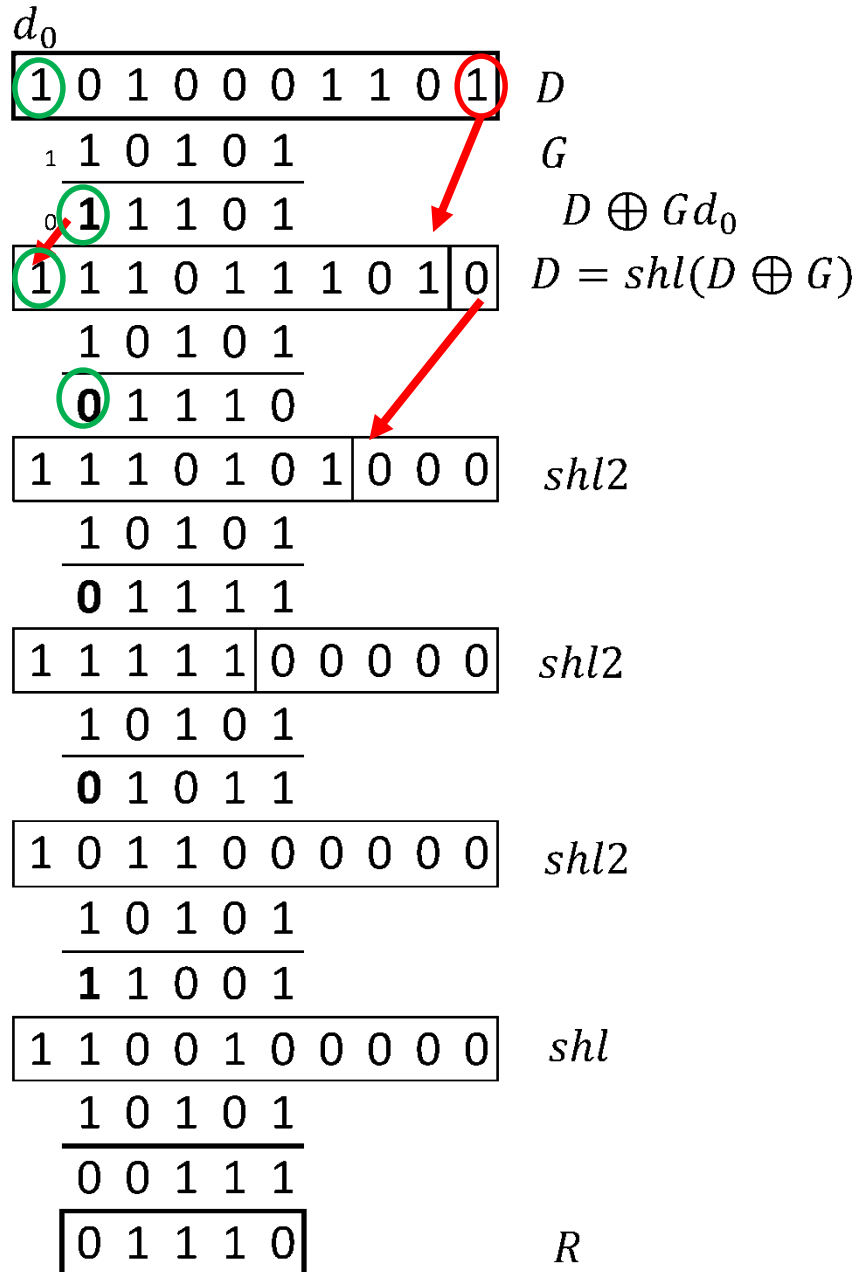 d₀
1 0 1 0 0 0 1 1 0 1 D
1 1 0 1 0 1 G
0 1 1 1 0 1 D ⊕ Gd₀
1 1 1 0 1 1 1 0 1 0 D = shl(D ⊕ G)
1 0 1 0 1
0 1 1 1 0
1 1 1 0 1 0 1 0 0 0 shl2
1 0 1 0 1
0 1 1 1 1
1 1 1 1 1 0 0 0 0 0 shl2
1 0 1 0 1
0 1 0 1 1
1 0 1 1 0 0 0 0 0 0 shl2
1 0 1 0 1
1 1 0 0 1
1 1 0 0 1 0 0 0 0 0 shl
1 0 1 0 1
0 0 1 1 1
0 1 1 1 0 R